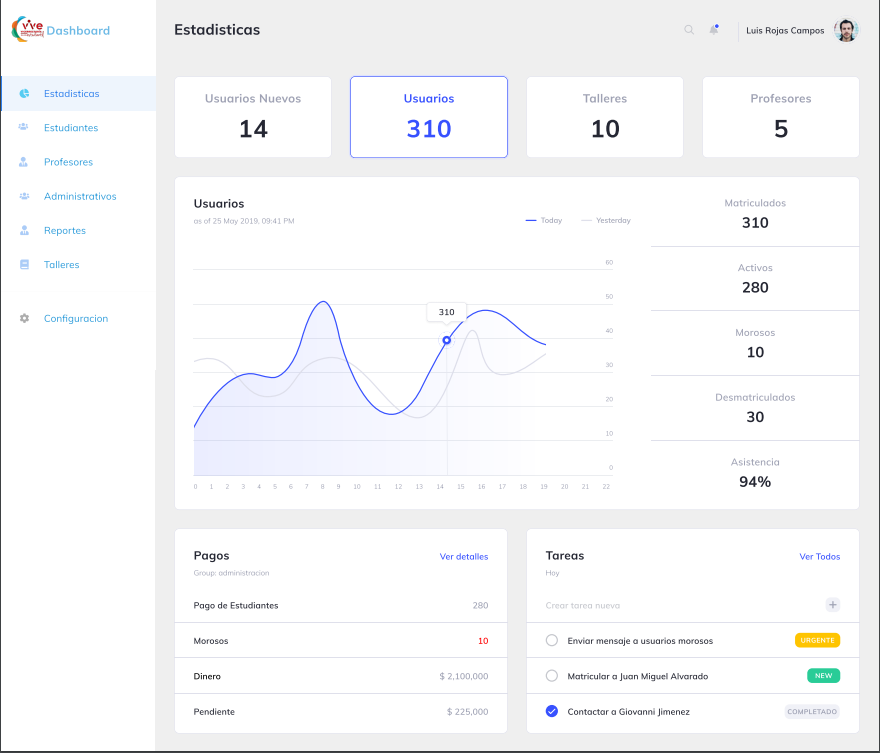 vive
Dashboard
Estadisticas
Estudiantes
Profesores
Administrativos
Reportes
Talleres
Configuracion
Estadisticas
Luis Rojas Campos
Usuarios Nuevos
14
Usuarios
310
Talleres
10
Profesores
5
Usuarios
as of 25 May 2019, 09:41 PM
Today
Yesterday
60
50
40
30
20
10
0
310
0 1 2 3 4 5 6 7 8 9 10 11 12 13 14 15 16 17 18 19 20 21 22
Matriculados
310
Activos
280
Morosos
10
Desmatriculados
30
Asistencia
94%
Pagos
Ver detalles
Group: administracion
Pago de Estudiantes 280
Morosos 10
Dinero $ 2,100,000
Pendiente $ 225,000
Tareas
Ver Todos
Hoy
Crear tarea nueva +
Enviar mensaje a usuarios morosos URGENTE
Matricular a Juan Miguel Alvarado NEW
Contactar a Giovanni Jimenez COMPLETADO